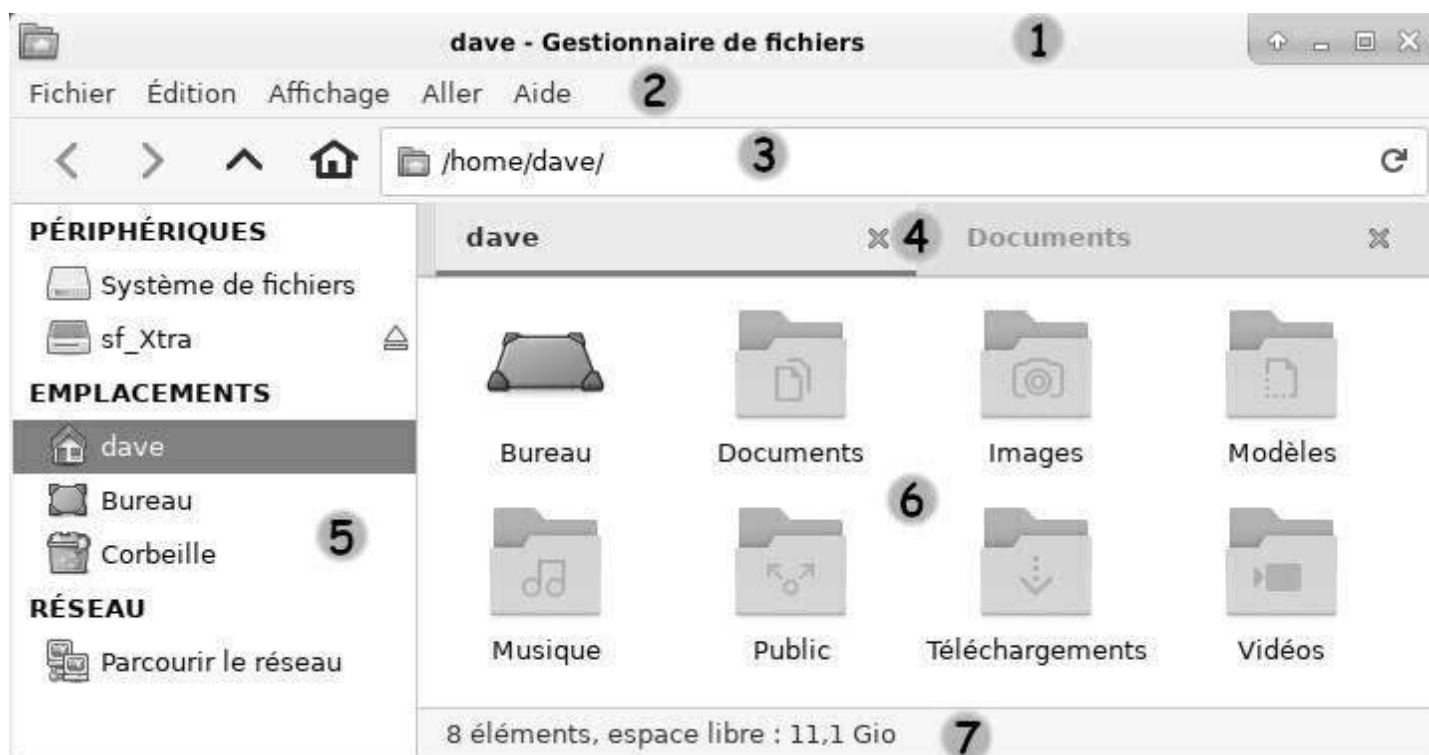 dave - Gestionnaire de fichiers 1
Fichier Édition Affichage Aller Aide 2
/home/dave/ 3
PÉRIPHÉRIQUES
Système de fichiers
sf_Xtra
EMPLACEMENTS
dave
Bureau
Corbeille
5
RÉSEAU
Parcourir le réseau
dave 4 Documents
Bureau Documents Images Modèles
6
Musique Public Téléchargements Vidéos
8 éléments, espace libre : 11,1 Gio 7